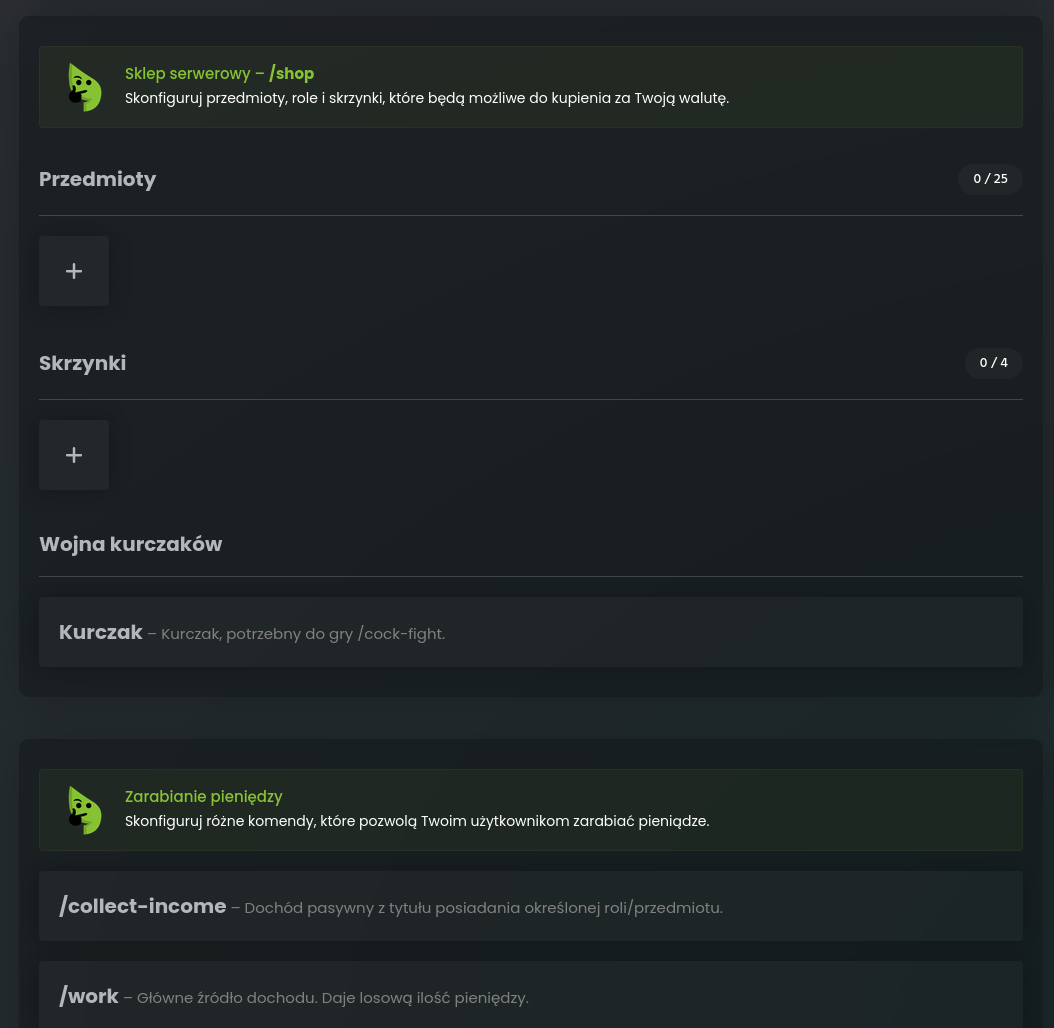 Sklep serwerowy – /shop
Skonfiguruj przedmioty, role i skrzynki, które będą możliwe do kupienia za Twoją walutę.
Przedmioty
0 / 25
+
Skrzynki
0 / 4
+
Wojna kurczaków
Kurczak – Kurczak, potrzebny do gry /cock-fight.
Zarabianie pieniędzy
Skonfiguruj różne komendy, które pozwolą Twoim użytkownikom zarabiać pieniądze.
/collect-income – Dochód pasywny z tytułu posiadania określonej roli/przedmiotu.
/work – Główne źródło dochodu. Daje losową ilość pieniędzy.